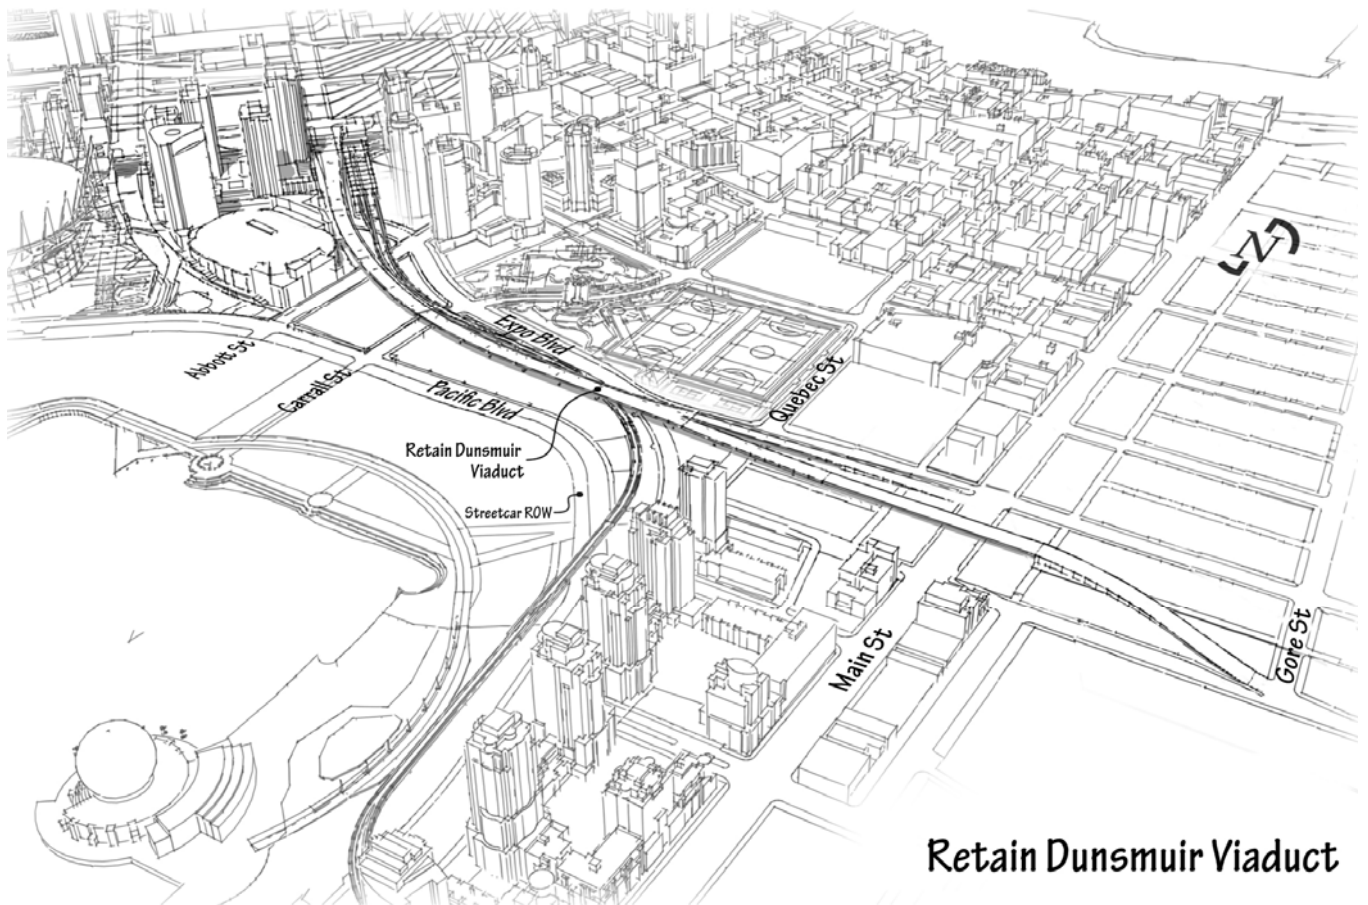 N
Expo Blvd
Abbott St
Carrall St
Pacific Blvd
Quebec St
Retain Dunsmuir
Viaduct
Streetcar ROW
Main St
Gore St
Retain Dunsmuir Viaduct